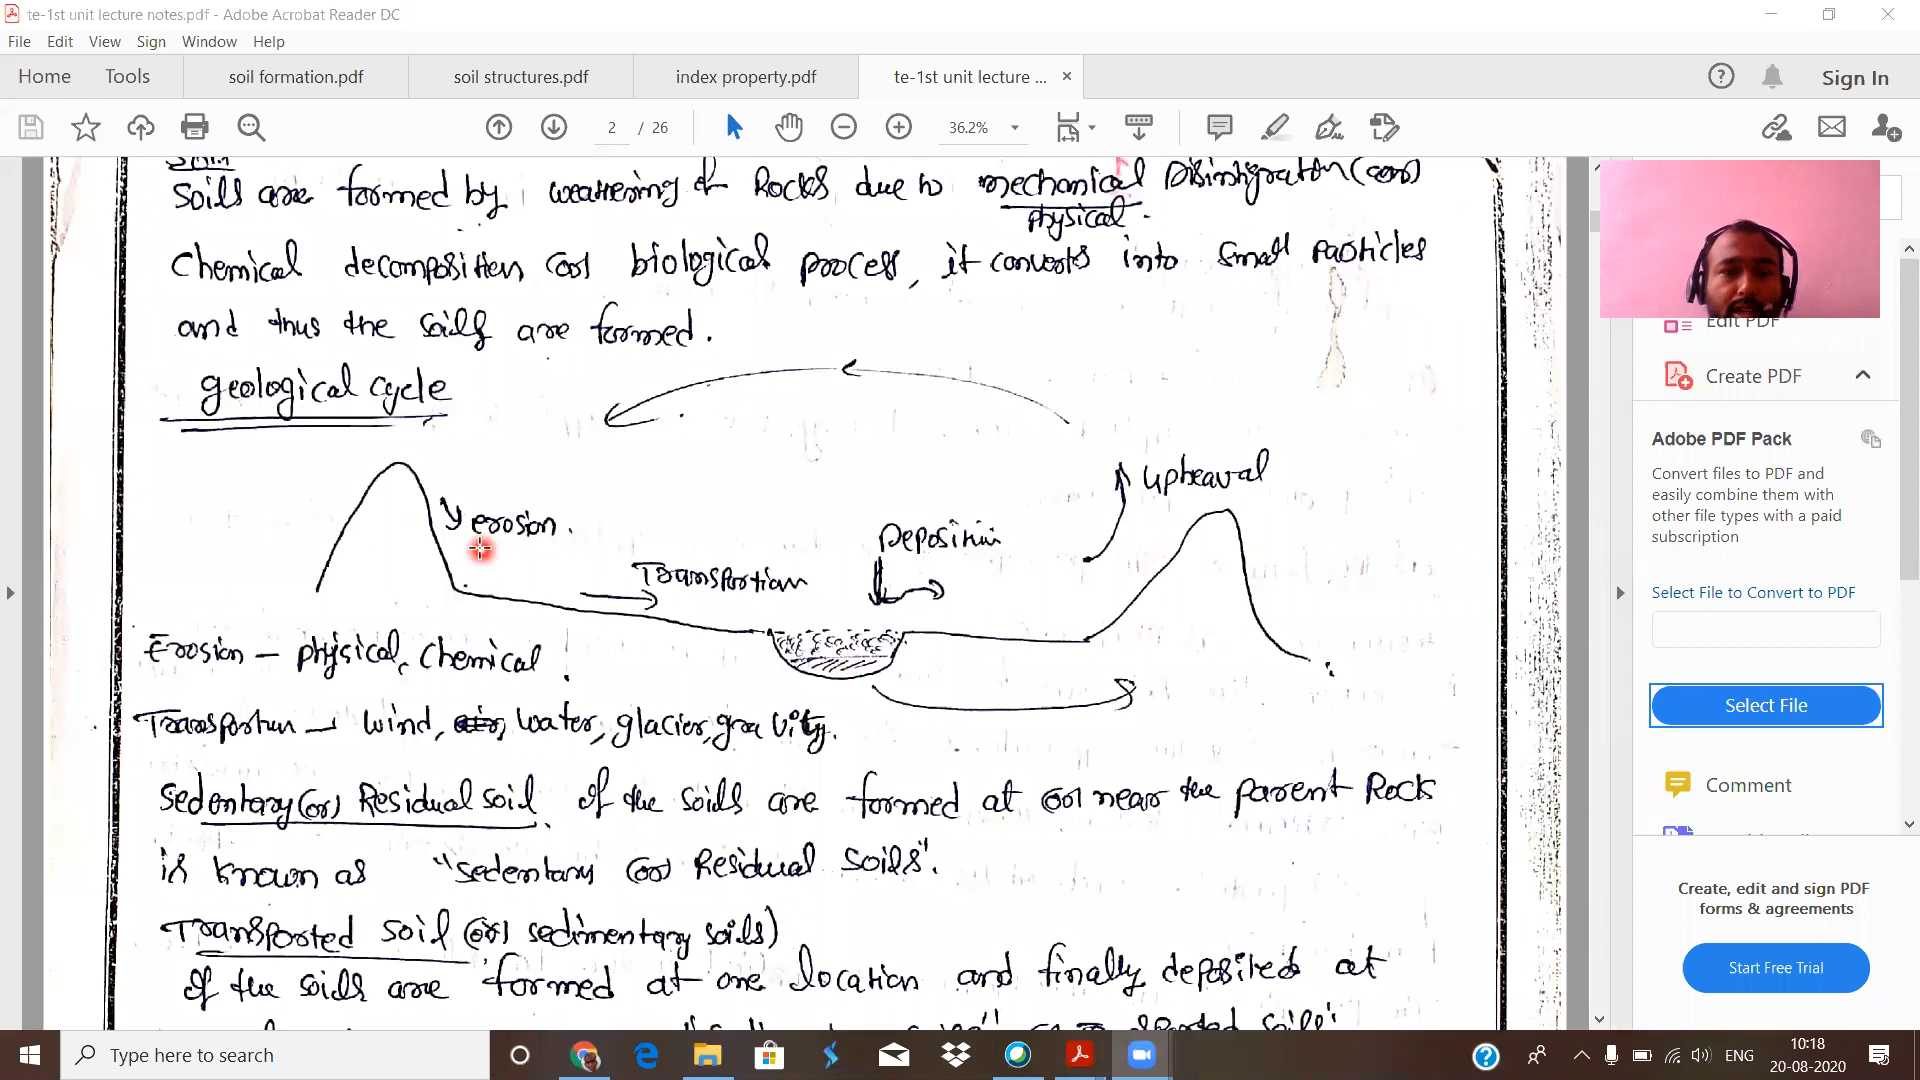 te-1st unit lecture notes.pdf - Adobe Acrobat Reader DC
File Edit View Sign Window Help
Home Tools soil formation.pdf soil structures.pdf index property.pdf te-1st unit lecture ... × Sign In
2 / 26 36.2%
Soils are formed by weathering of Rocks due to mechanical Disintigration (or)
physical.
Chemical decomposition (or) biological process, it converts into small particles
and thus the soils are formed.
geological cycle
upheaval
erosion.
Deposition
Transportian
Erosion – physical, chemical
Transportun → wind, water, glacier, gravity.
Sedentary (or) Residual soil If the soils are formed at (or) near the parent Rock
is known as "sedentary (or) Residual soils".
Transported soil (or) sedimentary soils)
If the soils are formed at one location and finally deposited at
Edit PDF
Create PDF
Adobe PDF Pack
Convert files to PDF and
easily combine them with
other file types with a paid
subscription
Select File to Convert to PDF
Select File
Comment
Create, edit and sign PDF
forms & agreements
Start Free Trial
Type here to search
ENG
10:18
20-08-2020